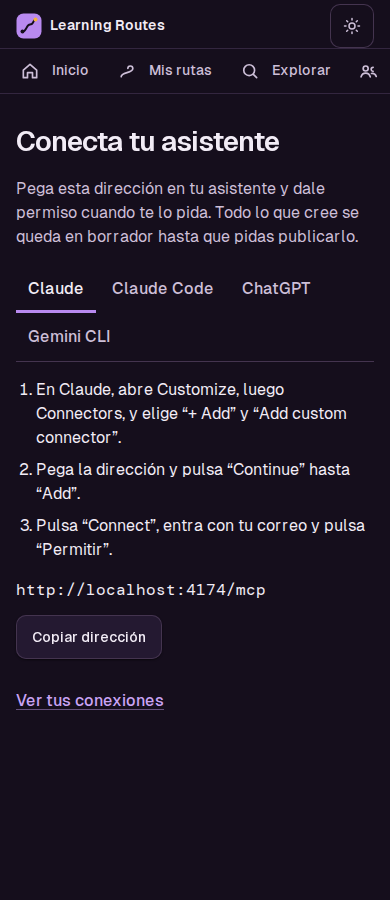 Learning Routes
Inicio
Mis rutas
Explorar
Conecta tu asistente
Pega esta dirección en tu asistente y dale
permiso cuando te lo pida. Todo lo que cree se
queda en borrador hasta que pidas publicarlo.
Claude
Claude Code
ChatGPT
Gemini CLI
1. En Claude, abre Customize, luego
Connectors, y elige “+ Add” y “Add custom
connector”.
2. Pega la dirección y pulsa “Continue” hasta
“Add”.
3. Pulsa “Connect”, entra con tu correo y pulsa
“Permitir”.
http://localhost:4174/mcp
Copiar dirección
Ver tus conexiones